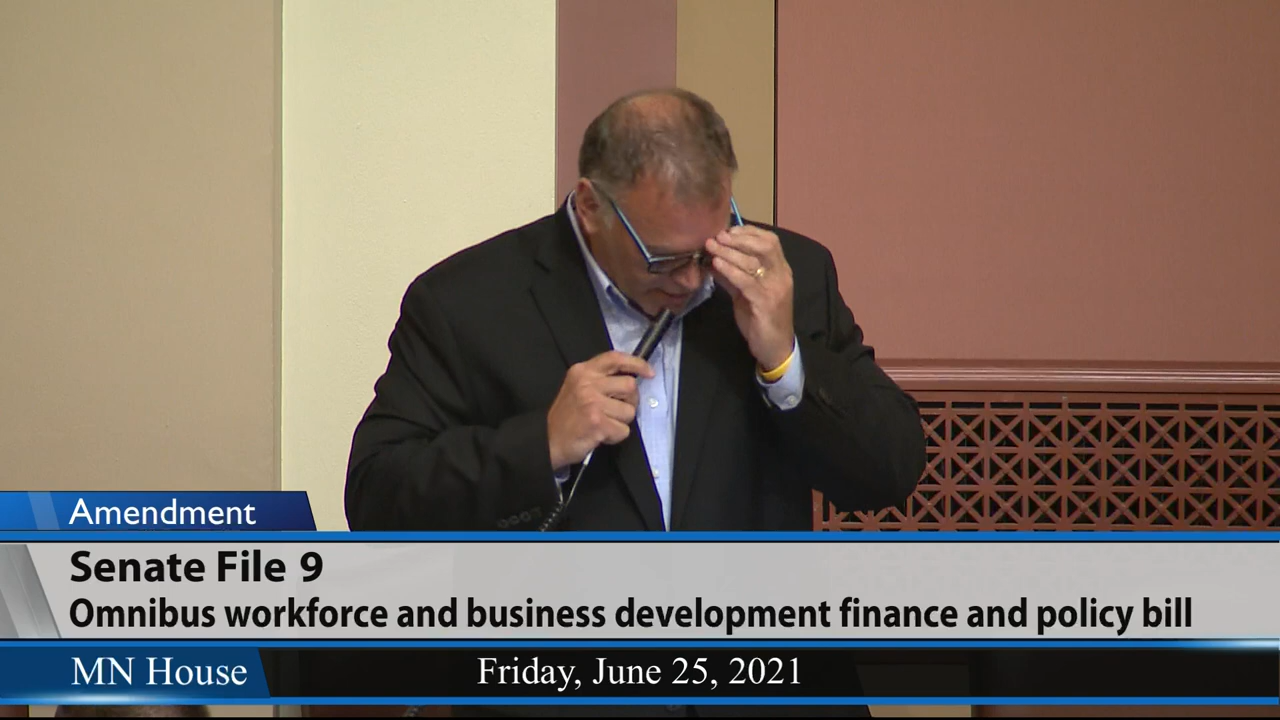 Amendment
Senate File 9
Omnibus workforce and business development finance and policy bill
MN House
Friday, June 25, 2021